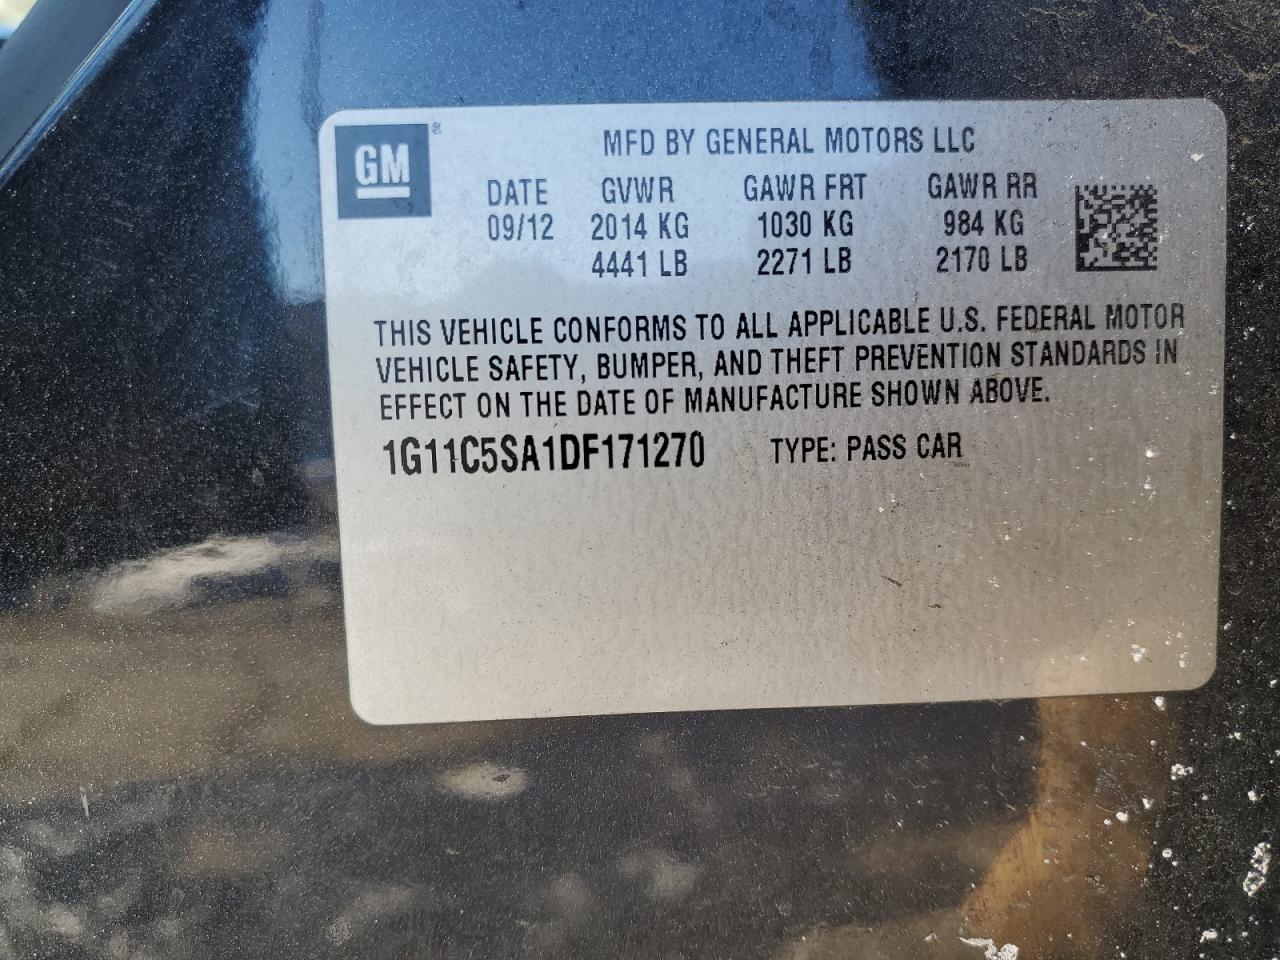 GM®
MFD BY GENERAL MOTORS LLC
DATE GVWR GAWR FRT GAWR RR
09/12 2014 KG 1030 KG 984 KG
4441 LB 2271 LB 2170 LB
THIS VEHICLE CONFORMS TO ALL APPLICABLE U.S. FEDERAL MOTOR
VEHICLE SAFETY, BUMPER, AND THEFT PREVENTION STANDARDS IN
EFFECT ON THE DATE OF MANUFACTURE SHOWN ABOVE.
1G11C5SA1DF171270 TYPE: PASS CAR